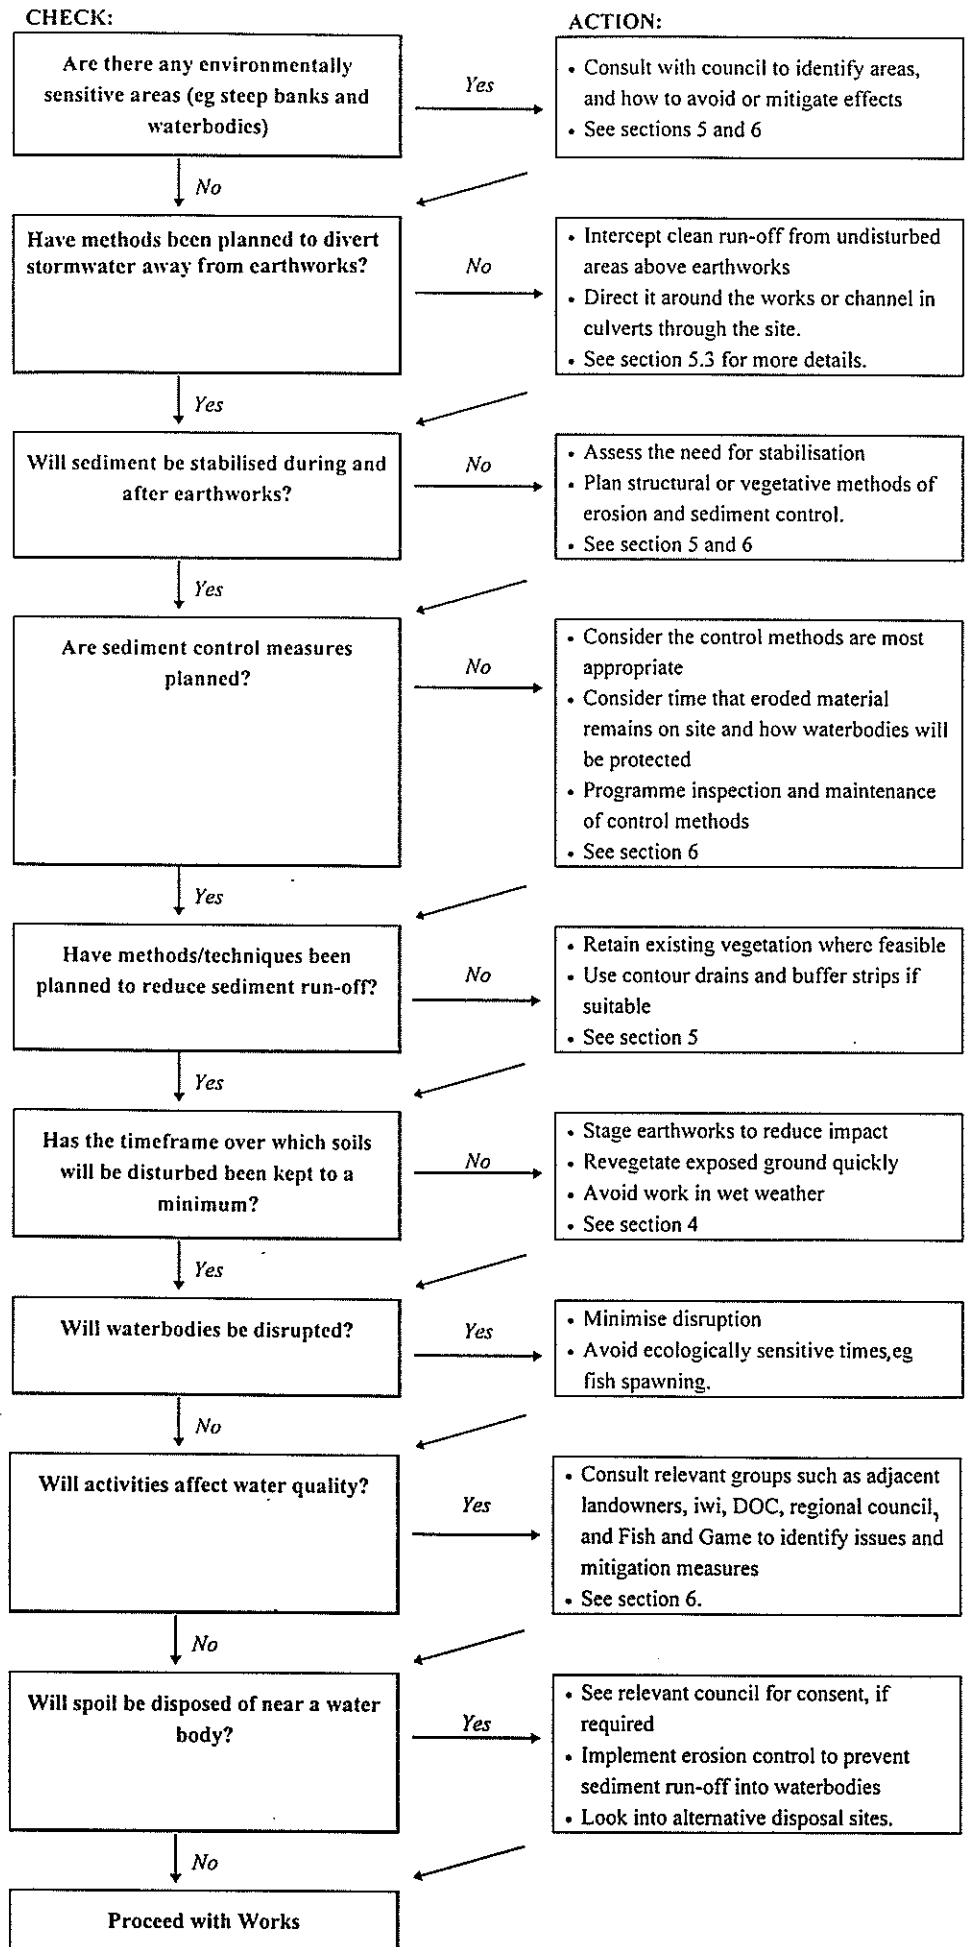 CHECK:
ACTION:
Are there any environmentally
sensitive areas (eg steep banks and
waterbodies)
Yes
• Consult with council to identify areas,
and how to avoid or mitigate effects
• See sections 5 and 6
No
Have methods been planned to divert
stormwater away from earthworks?
No
• Intercept clean run-off from undisturbed
areas above earthworks
• Direct it around the works or channel in
culverts through the site.
• See section 5.3 for more details.
Yes
Will sediment be stabilised during and
after earthworks?
No
• Assess the need for stabilisation
• Plan structural or vegetative methods of
erosion and sediment control.
• See section 5 and 6
Yes
Are sediment control measures
planned?
No
• Consider the control methods are most
appropriate
• Consider time that eroded material
remains on site and how waterbodies will
be protected
• Programme inspection and maintenance
of control methods
• See section 6
Yes
Have methods/techniques been
planned to reduce sediment run-off?
No
• Retain existing vegetation where feasible
• Use contour drains and buffer strips if
suitable
• See section 5
Yes
Has the timeframe over which soils
will be disturbed been kept to a
minimum?
No
• Stage earthworks to reduce impact
• Revegetate exposed ground quickly
• Avoid work in wet weather
• See section 4
Yes
Will waterbodies be disrupted?
Yes
• Minimise disruption
• Avoid ecologically sensitive times,eg
fish spawning.
No
Will activities affect water quality?
Yes
• Consult relevant groups such as adjacent
landowners, iwi, DOC, regional council,
and Fish and Game to identify issues and
mitigation measures
• See section 6.
No
Will spoil be disposed of near a water
body?
Yes
• See relevant council for consent, if
required
• Implement erosion control to prevent
sediment run-off into waterbodies
• Look into alternative disposal sites.
No
Proceed with Works